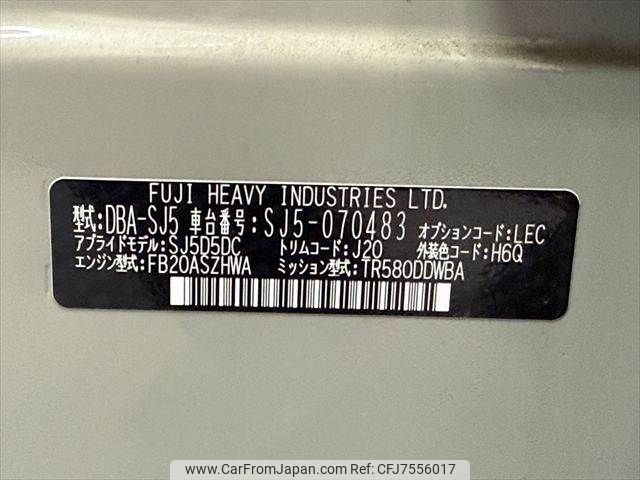 FUJI HEAVY INDUSTRIES LTD.
型式:DBA-SJ5 車台番号:SJ5-070483 オプションコード:LEC
アプライドモデル:SJ5D5DC トリムコード:J20 外装色コード:H6Q
エンジン型式:FB20ASZHWA ミッション型式:TR580DDWBA
www.CarFromJapan.com | ID:CFJ7556017